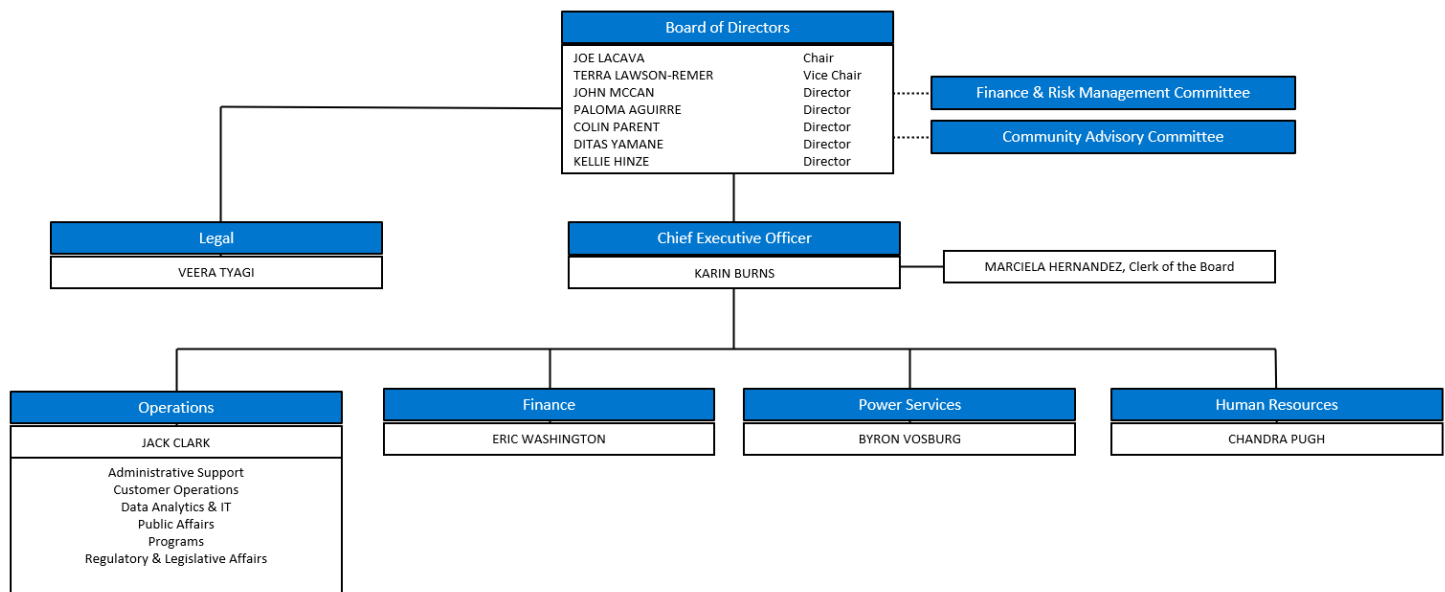 Board of Directors
JOE LACAVA Chair
TERRA LAWSON-REMER Vice Chair
JOHN MCCAN Director
PALOMA AGUIRRE Director
COLIN PARENT Director
DITAS YAMANE Director
KELLIE HINZE Director
Finance & Risk Management Committee
Community Advisory Committee
Legal
VEERA TYAGI
Chief Executive Officer
KARIN BURNS
MARCIELA HERNANDEZ, Clerk of the Board
Operations
JACK CLARK
Administrative Support
Customer Operations
Data Analytics & IT
Public Affairs
Programs
Regulatory & Legislative Affairs
Finance
ERIC WASHINGTON
Power Services
BYRON VOSBURG
Human Resources
CHANDRA PUGH